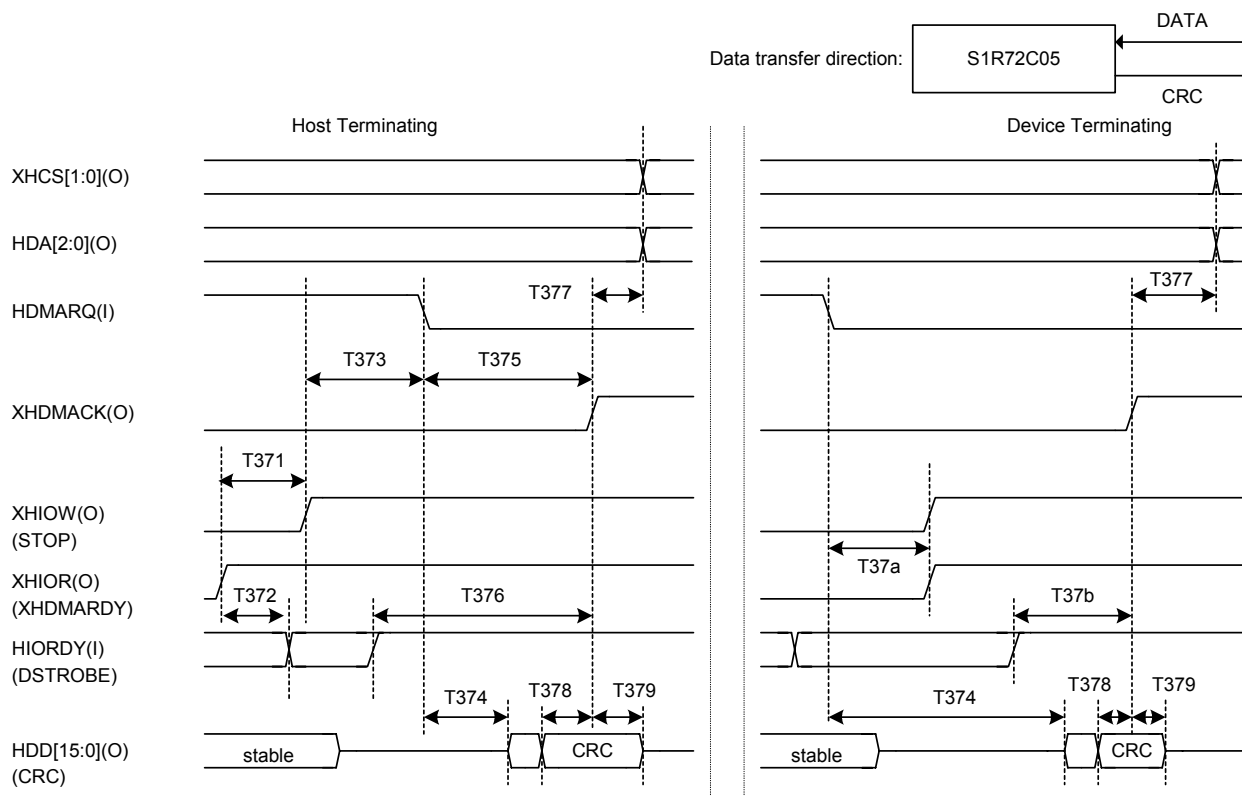 DATA
Data transfer direction:
S1R72C05
CRC
Host Terminating
Device Terminating
XHCS[1:0](O)
HDA[2:0](O)
HDMARQ(I)
T377
T377
T373
T375
XHDMACK(O)
T371
XHIOW(O)
(STOP)
T37a
XHIOR(O)
(XHDMARDY)
T372
T376
T37b
HIORDY(I)
(DSTROBE)
T374
T378
T379
T374
T378
T379
HDD[15:0](O)
(CRC)
stable
CRC
stable
CRC